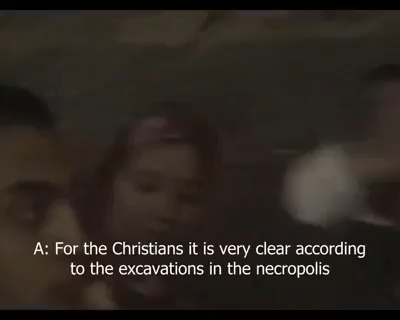 A: For the Christians it is very clear according
to the excavations in the necropolis